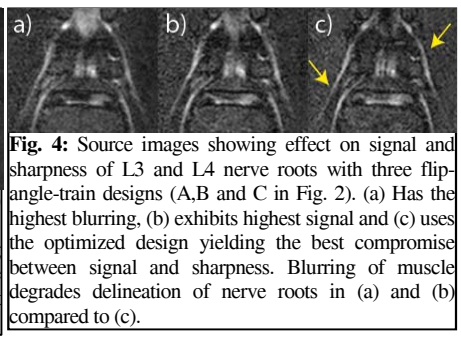 a) b) c)
Fig. 4: Source images showing effect on signal and
sharpness of L3 and L4 nerve roots with three flip-
angle-train designs (A,B and C in Fig. 2). (a) Has the
highest blurring, (b) exhibits highest signal and (c) uses
the optimized design yielding the best compromise
between signal and sharpness. Blurring of muscle
degrades delineation of nerve roots in (a) and (b)
compared to (c).